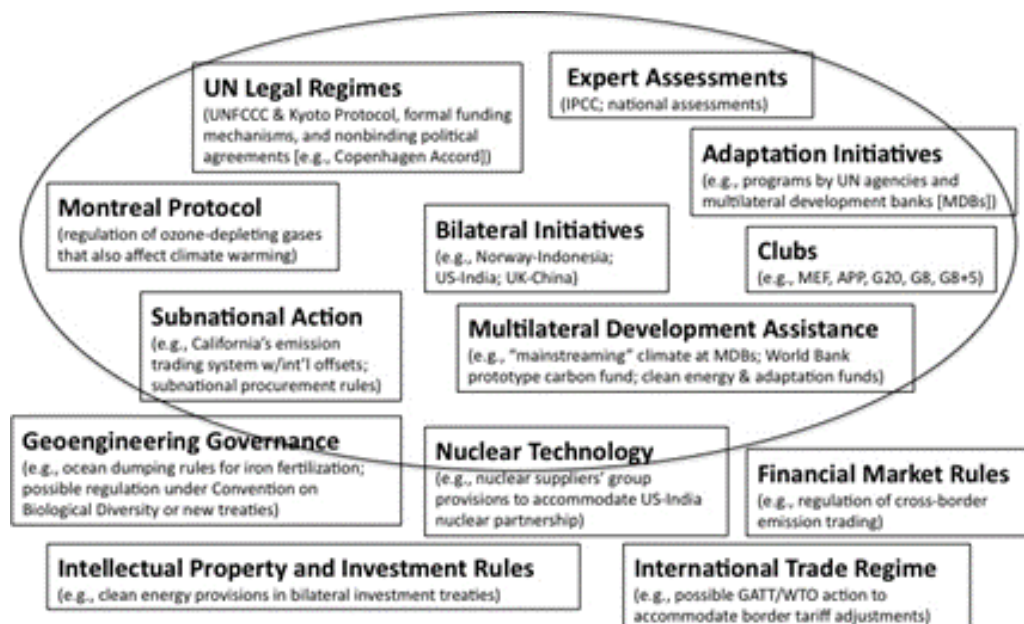 UN Legal Regimes
(UNFCCC & Kyoto Protocol, formal funding
mechanisms, and nonbinding political
agreements [e.g., Copenhagen Accord])
Expert Assessments
(IPCC; national assessments)
Adaptation Initiatives
(e.g., programs by UN agencies and
multilateral development banks [MDBs])
Montreal Protocol
(regulation of ozone-depleting gases
that also affect climate warming)
Bilateral Initiatives
(e.g., Norway-Indonesia;
US-India; UK-China)
Clubs
(e.g., MEF, APP, G20, G8, G8+5)
Subnational Action
(e.g., California's emission
trading system w/int'l offsets;
subnational procurement rules)
Multilateral Development Assistance
(e.g., "mainstreaming" climate at MDBs; World Bank
prototype carbon fund; clean energy & adaptation funds)
Geoengineering Governance
(e.g., ocean dumping rules for iron fertilization;
possible regulation under Convention on
Biological Diversity or new treaties)
Nuclear Technology
(e.g., nuclear suppliers' group
provisions to accommodate US-India
nuclear partnership)
Financial Market Rules
(e.g., regulation of cross-border
emission trading)
Intellectual Property and Investment Rules
(e.g., clean energy provisions in bilateral investment treaties)
International Trade Regime
(e.g., possible GATT/WTO action to
accommodate border tariff adjustments)